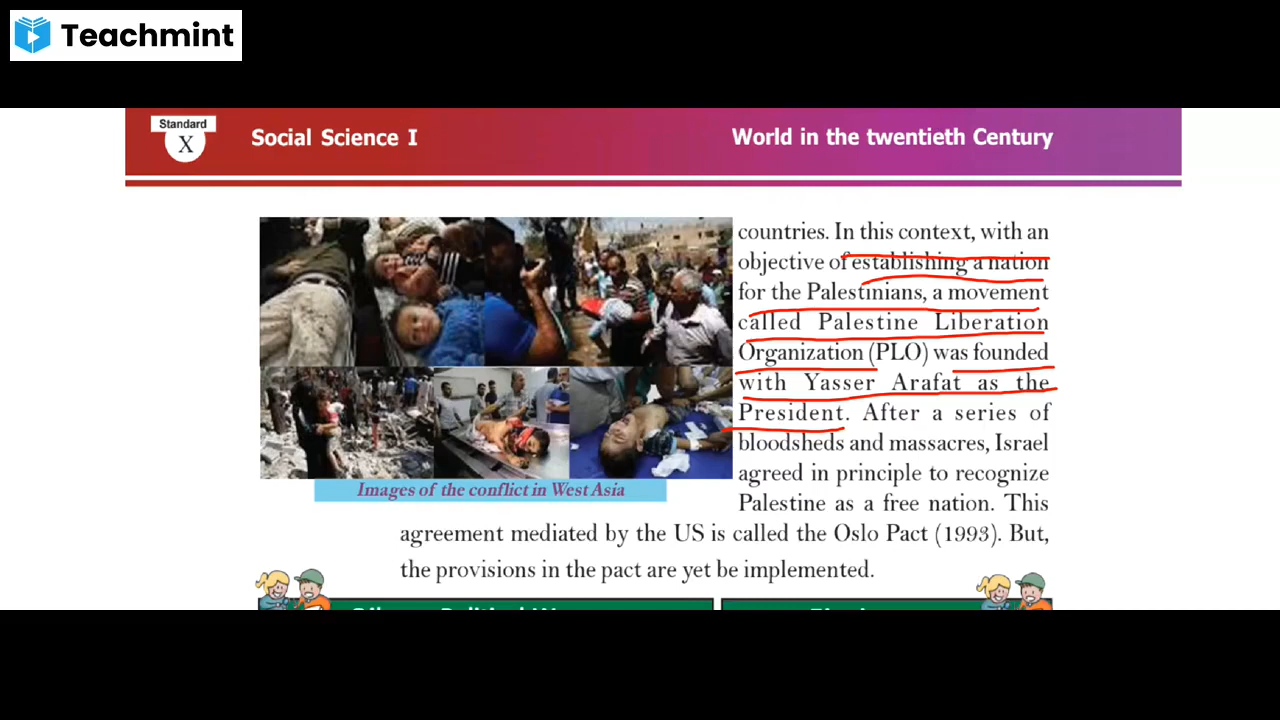 Teachmint
Standard
X
Social Science I
World in the twentieth Century
countries. In this context, with an
objective of establishing a nation
for the Palestinians, a movement
called Palestine Liberation
Organization (PLO) was founded
with Yasser Arafat as the
President. After a series of
bloodsheds and massacres, Israel
agreed in principle to recognize
Palestine as a free nation. This
agreement mediated by the US is called the Oslo Pact (1993). But,
the provisions in the pact are yet be implemented.
Images of the conflict in West Asia